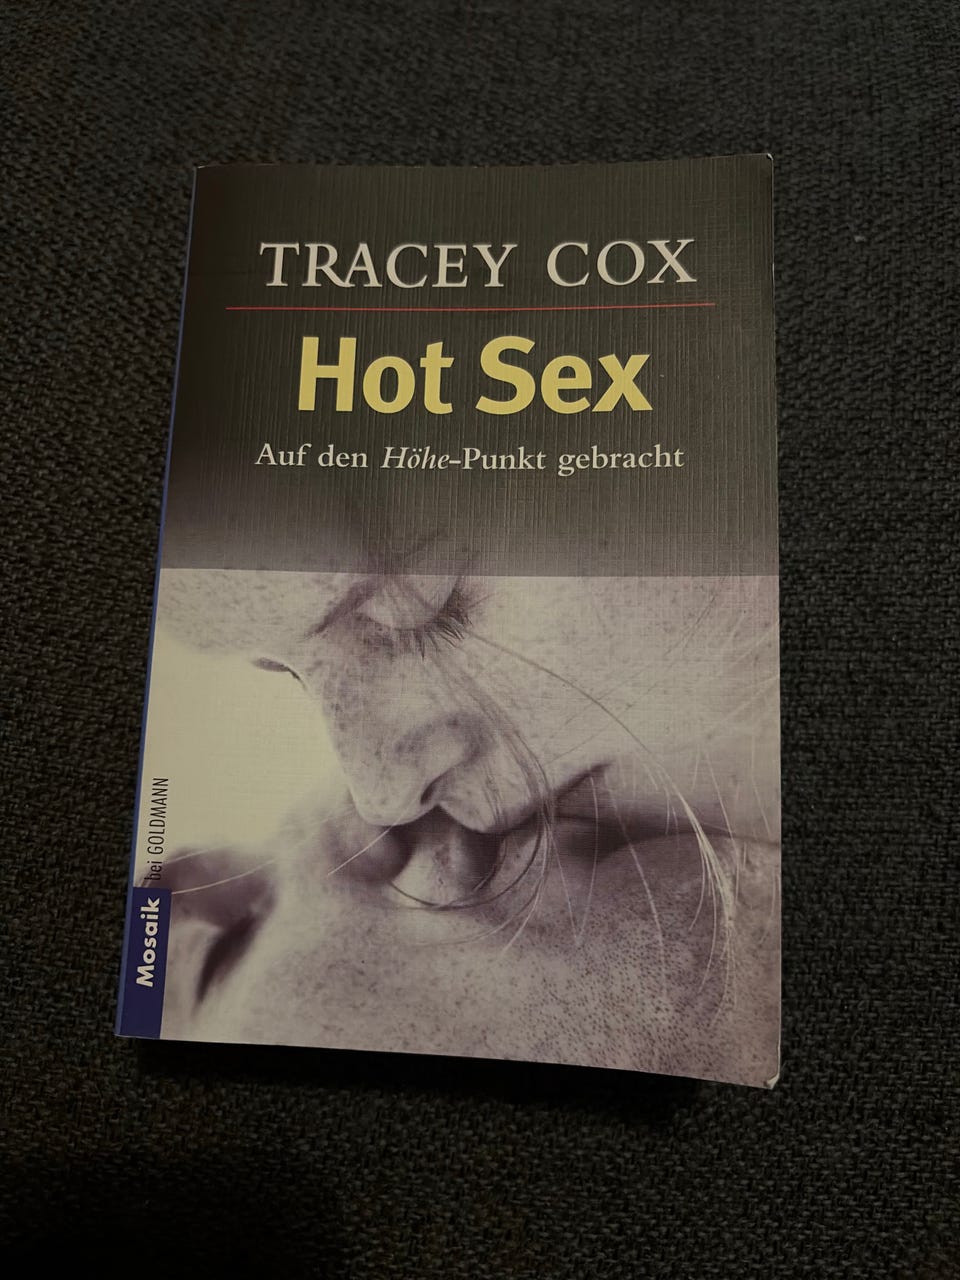 TRACEY COX
Hot Sex
Auf den Höhe-Punkt gebracht
Mosaik bei GOLDMANN